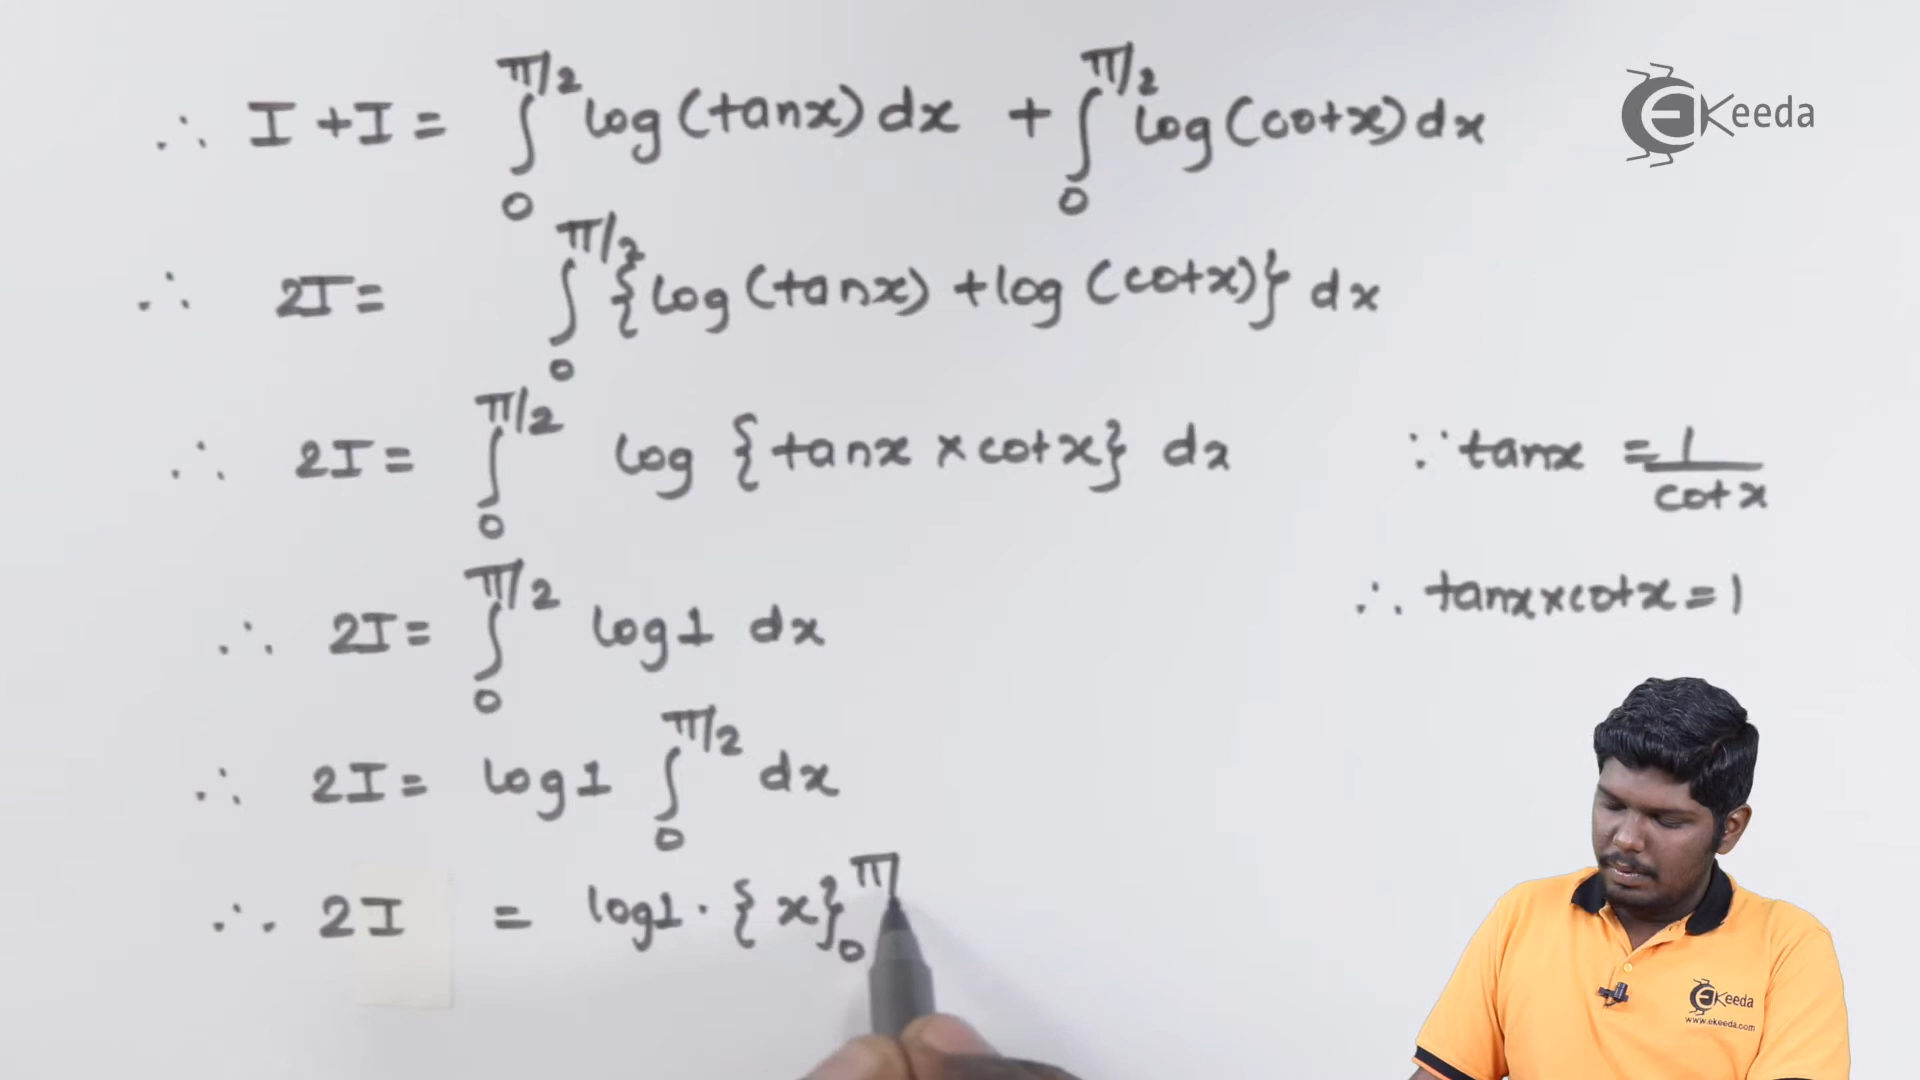 ∴ I + I = ∫₀^π/2 log (tanx) dx + ∫₀^π/2 log (cotx) dx
EKeeda
∴ 2I = ∫₀^π/2 {log (tanx) + log (cotx)} dx
∴ 2I = ∫₀^π/2 log {tanx × cotx} dx
∵ tanx = 1/cotx
∴ 2I = ∫₀^π/2 log1 dx
∴ tanx×cotx = 1
∴ 2I = log1 ∫₀^π/2 dx
∴ 2I = log1 · {x}₀^π/
EKeeda
www.ekeeda.com